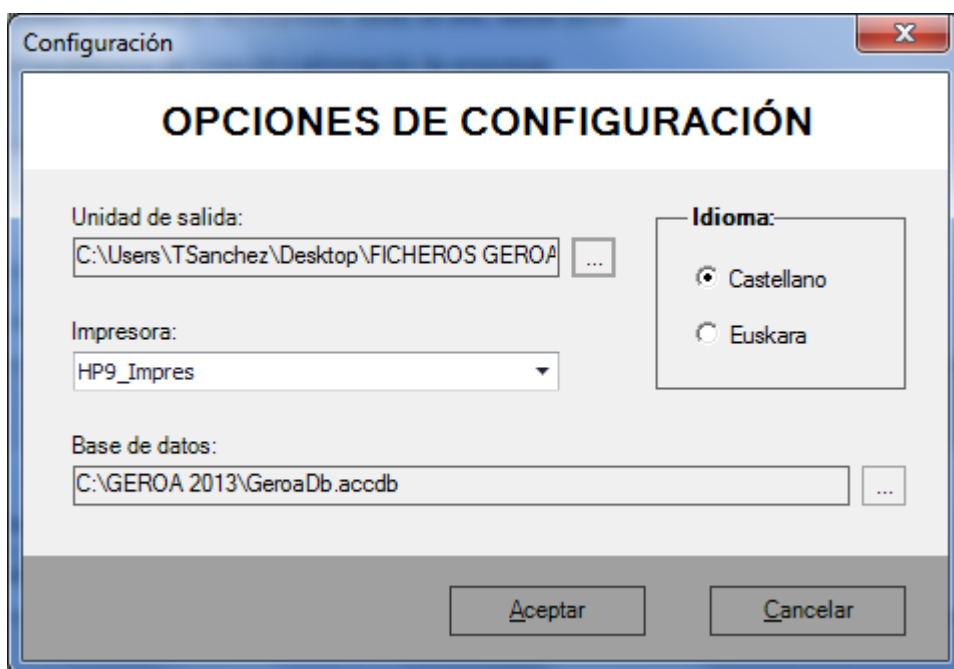 Configuración
OPCIONES DE CONFIGURACIÓN
Unidad de salida:
C:\Users\TSanchez\Desktop\FICHEROS GEROA
...
Idioma:
Castellano
Euskara
Impresora:
HP9_Impres
Base de datos:
C:\GEROA 2013\GeroaDb.accdb
...
Aceptar
Cancelar